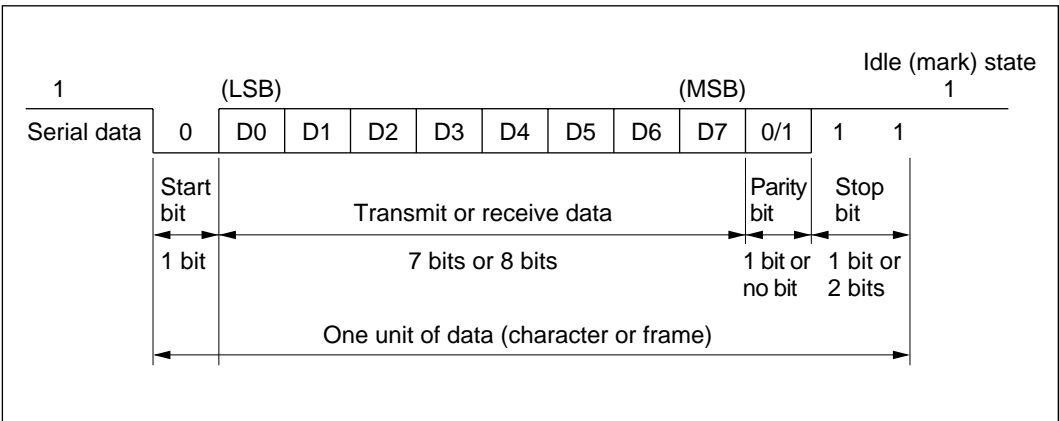 Idle (mark) state
1 (LSB) (MSB) 1
Serial data 0 D0 D1 D2 D3 D4 D5 D6 D7 0/1 1 1
Start Parity Stop
bit Transmit or receive data bit bit
1 bit 7 bits or 8 bits 1 bit or 1 bit or
no bit 2 bits
One unit of data (character or frame)